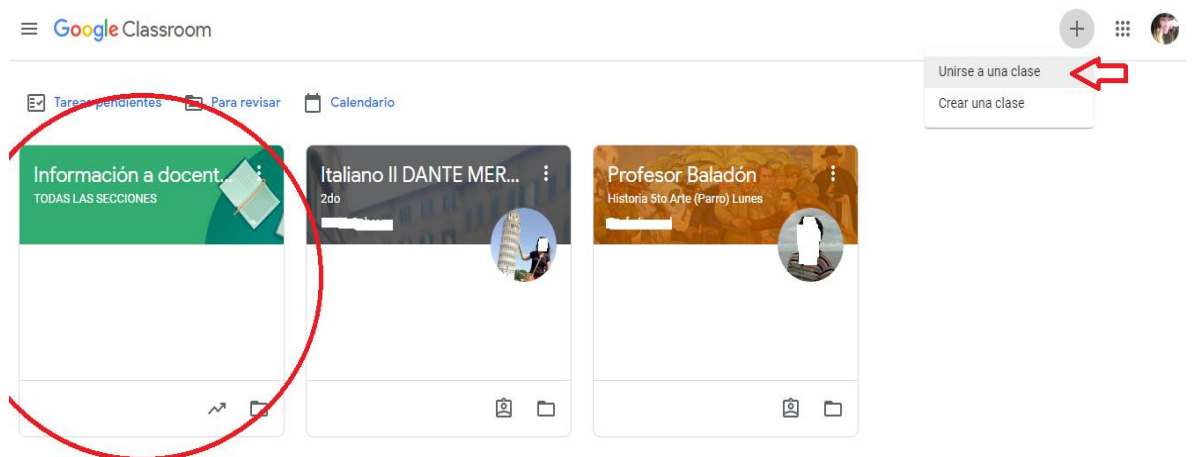 Google Classroom
Unirse a una clase
Crear una clase
Tareas pendientes Para revisar Calendario
Información a docent...
TODAS LAS SECCIONES
Italiano II DANTE MER...
2do
Profesor Baladón
Historia 5to Arte (Parro) Lunes